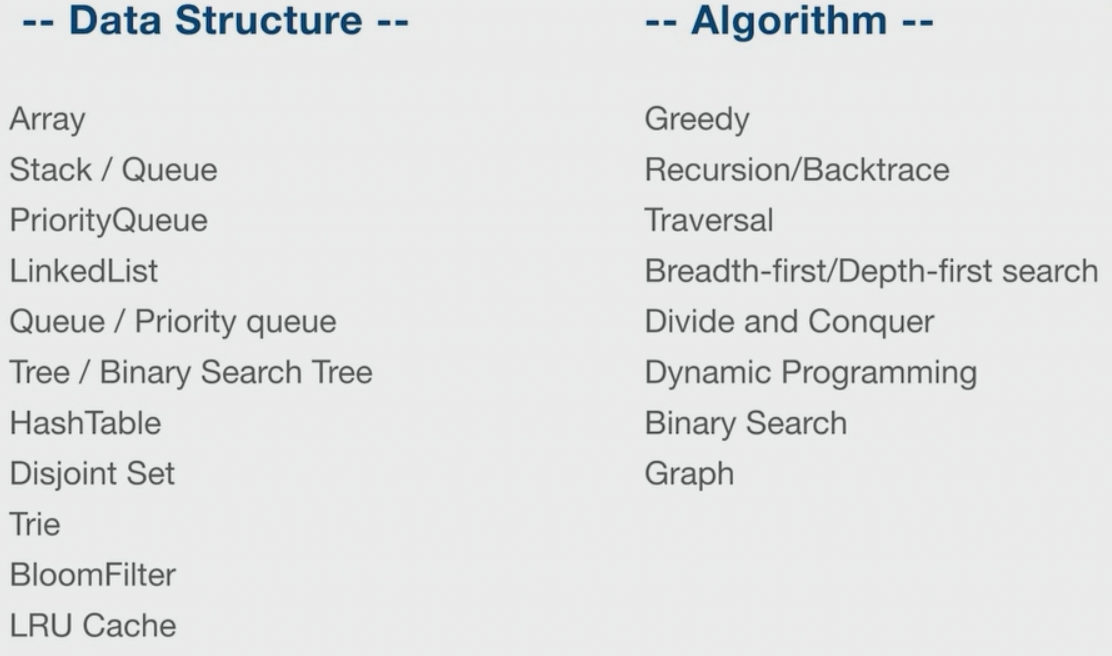 -- Data Structure --
Array
Stack / Queue
PriorityQueue
LinkedList
Queue / Priority queue
Tree / Binary Search Tree
HashTable
Disjoint Set
Trie
BloomFilter
LRU Cache
-- Algorithm --
Greedy
Recursion/Backtrace
Traversal
Breadth-first/Depth-first search
Divide and Conquer
Dynamic Programming
Binary Search
Graph